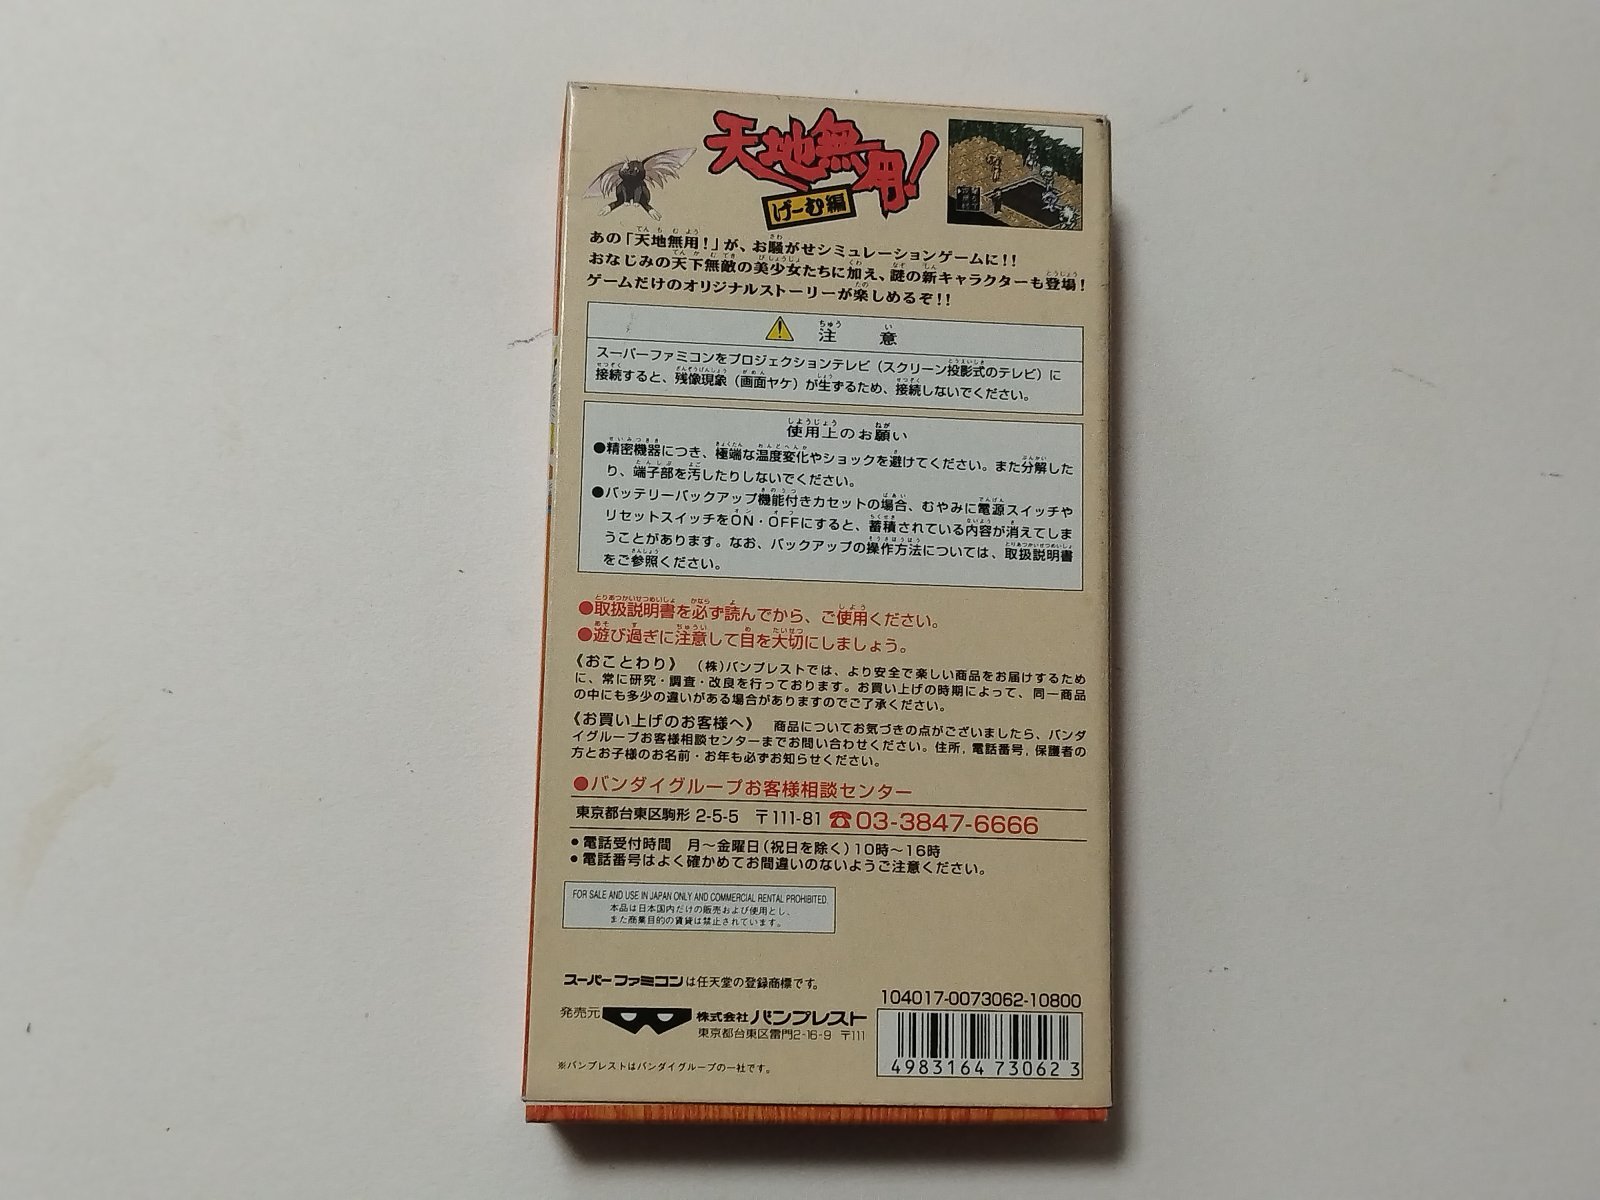 天地無用!
げーむ編
あの「天地無用!」が、お騒がせシミュレーションゲームに!!
おなじみの天下無敵の美少女たちに加え、謎の新キャラクターも登場!
ゲームだけのオリジナルストーリーが楽しめるぞ!!
注意
スーパーファミコンをプロジェクションテレビ(スクリーン投影式のテレビ)に
接続すると、残像現象(画面ヤケ)が生ずるため、接続しないでください。
使用上のお願い
●精密機器につき、極端な温度変化やショックを避けてください。また分解した
り、端子部を汚したりしないでください。
●バッテリーバックアップ機能付きカセットの場合、むやみに電源スイッチや
リセットスイッチをON・OFFにすると、蓄積されている内容が消えてしま
うことがあります。なお、バックアップの操作方法については、取扱説明書
をご参照ください。
●取扱説明書を必ず読んでから、ご使用ください。
●遊び過ぎに注意して目を大切にしましょう。
《おことわり》 (株)バンプレストでは、より安全で楽しい商品をお届けするため
に、常に研究・調査・改良を行っております。お買い上げの時期によって、同一商品
の中にも多少の違いがある場合がありますのでご了承ください。
《お買い上げのお客様へ》 商品についてお気づきの点がございましたら、バンダ
イグループお客様相談センターまでお問い合わせください。住所,電話番号,保護者の
方とお子様のお名前・お年も必ずお知らせください。
●バンダイグループお客様相談センター
東京都台東区駒形 2-5-5 〒111-81 ☎03-3847-6666
●電話受付時間 月〜金曜日(祝日を除く)10時〜16時
●電話番号はよく確かめてお間違いのないようご注意ください。
FOR SALE AND USE IN JAPAN ONLY AND COMMERCIAL RENTAL PROHIBITED.
本品は日本国内だけの販売および使用とし、
また商業目的の賃貸は禁止されています。
スーパーファミコンは任天堂の登録商標です。
104017-0073062-10800
発売元 株式会社バンプレスト
東京都台東区雷門2-16-9 〒111
4983164 730623
※バンプレストはバンダイグループの一社です。